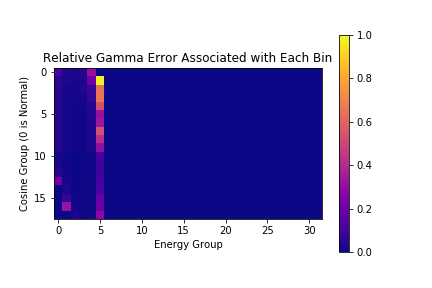 Relative Gamma Error Associated with Each Bin
Cosine Group (0 is Normal)
0
5
10
15
0 5 10 15 20 25 30
Energy Group
1.0
0.8
0.6
0.4
0.2
0.0